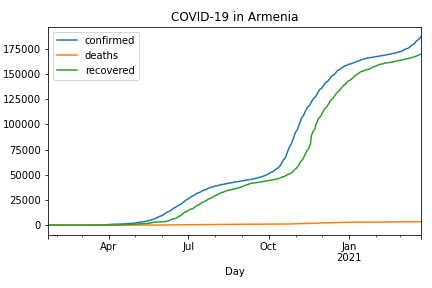 COVID-19 in Armenia
confirmed
deaths
recovered
175000
150000
125000
100000
75000
50000
25000
0
Apr
Jul
Oct
Jan
2021
Day